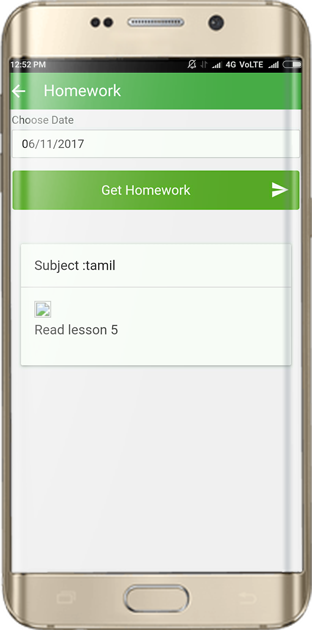 12:52 PM 4G VoLTE
Homework
Choose Date
06/11/2017
Get Homework
Subject :tamil
Read lesson 5